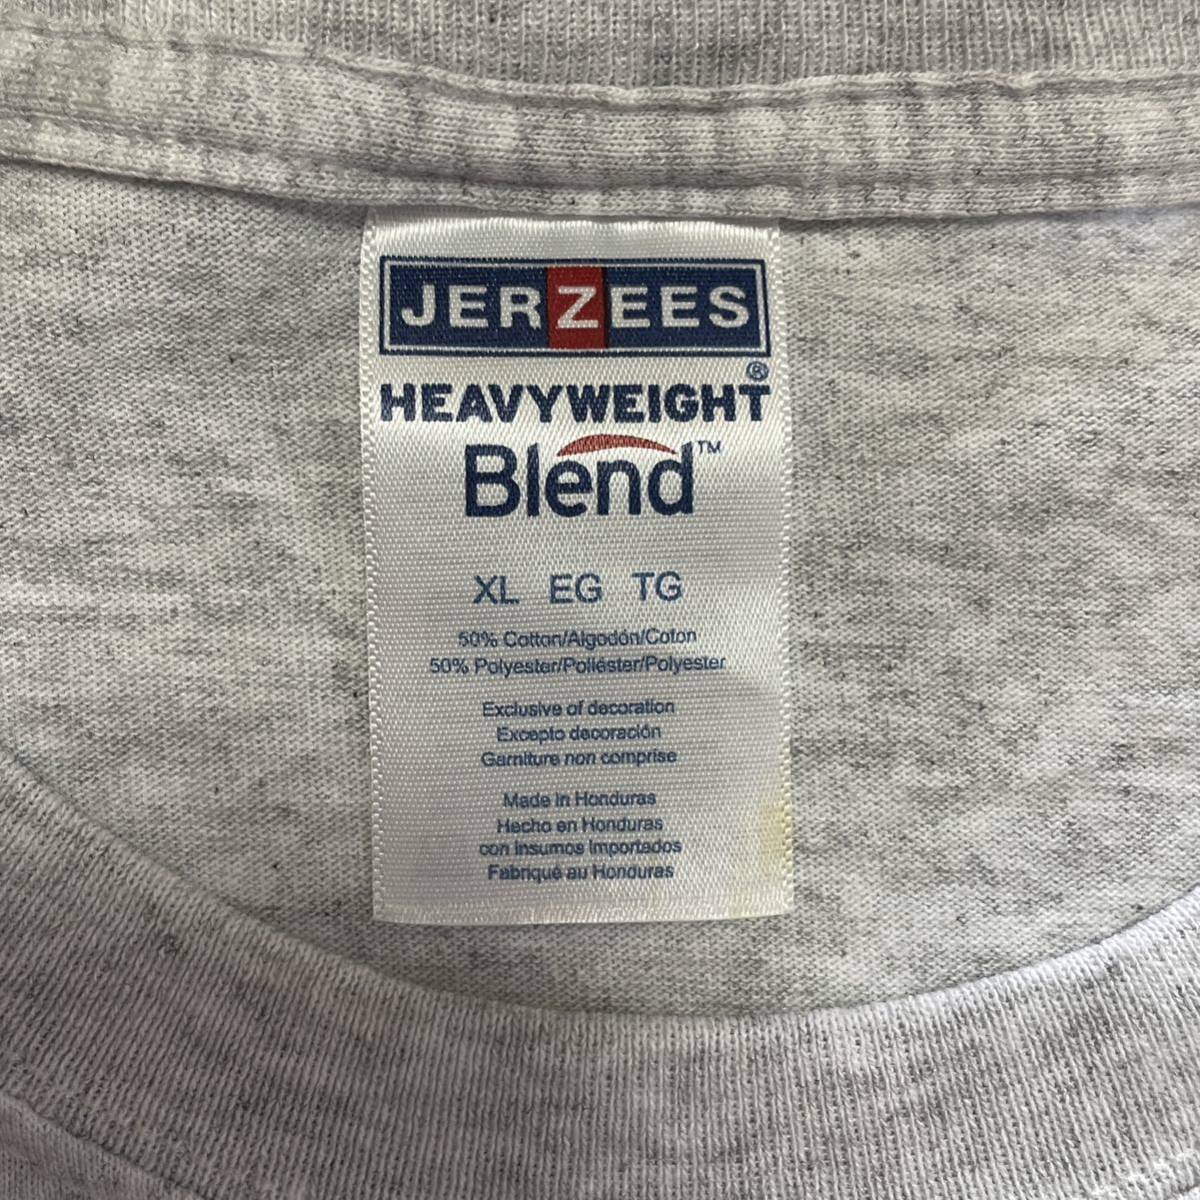 JERZEES
HEAVYWEIGHT®
Blend™
XL EG TG
50% Cotton/Algodón/Coton
50% Polyester/Poliéster/Polyester
Exclusive of decoration
Excepto decoración
Garniture non comprise
Made in Honduras
Hecho en Honduras
con insumos importados
Fabriqué au Honduras